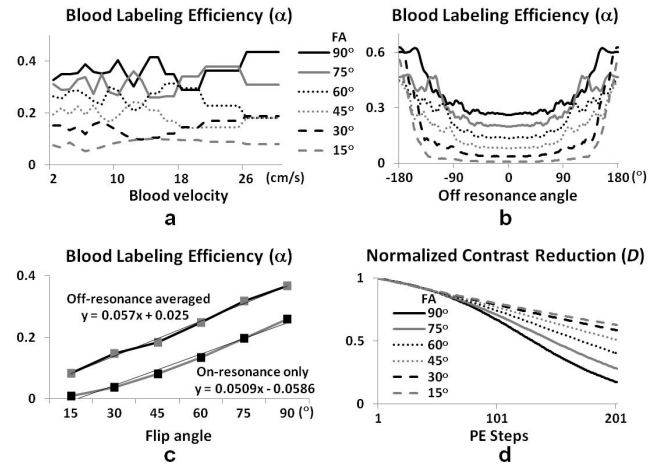 Blood Labeling Efficiency (α)
FA
90°
75°
60°
45°
30°
15°
0.4
0.2
0
2
10
18
26
(cm/s)
Blood velocity
a
Blood Labeling Efficiency (α)
0.6
0.3
0
-180
-90
0
90
180
(°)
Off resonance angle
b
Blood Labeling Efficiency (α)
0.4
0.2
0
Off-resonance averaged
y = 0.057x + 0.025
On-resonance only
y = 0.0509x - 0.0586
15
30
45
60
75
90
(°)
Flip angle
c
Normalized Contrast Reduction (D)
1
0.5
0
FA
90°
75°
60°
45°
30°
15°
1
101
201
PE Steps
d